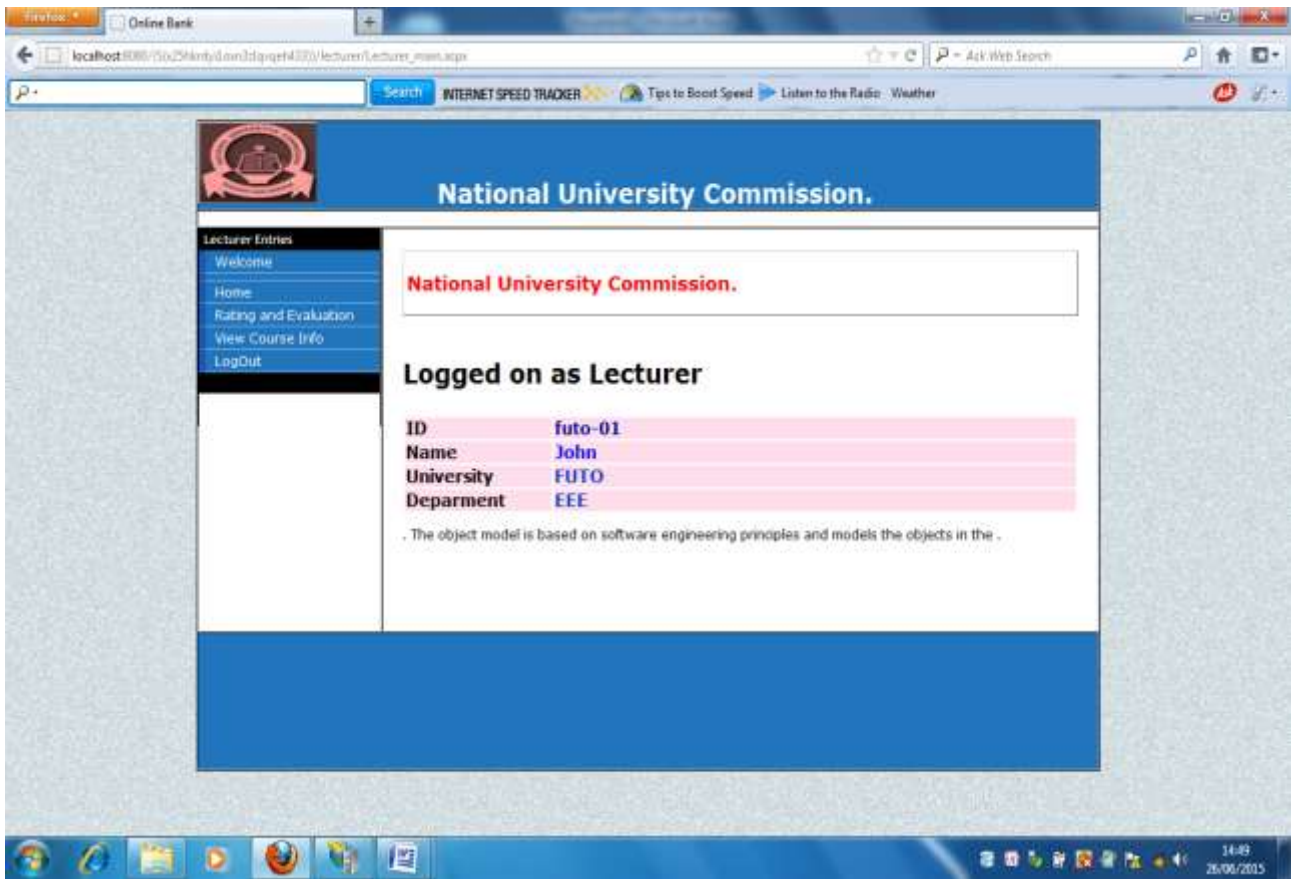 Firefox
Online Bank
+
localhost:8080/
Ask Web Search
Search
INTERNET SPEED TRACKER
Tips to Boost Speed
Listen to the Radio
Weather
National University Commission.
Lecturer Entries
Welcome
Home
Rating and Evaluation
View Course Info
LogOut
National University Commission.
Logged on as Lecturer
ID futo-01
Name John
University FUTO
Deparment EEE
. The object model is based on software engineering principles and models the objects in the .
14:49
26/06/2015